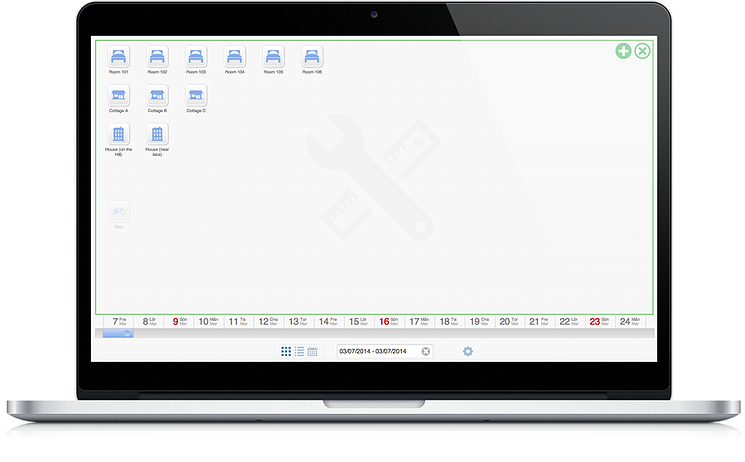 Room 101 Room 102 Room 103 Room 104 Room 105 Room 106
Cottage A Cottage B Cottage C
House (on the House (near
Hill) lake)
Bike
7 Fre Mar 8 Lör Mar 9 Sön Mar 10 Mån Mar 11 Tis Mar 12 Ons Mar 13 Tor Mar 14 Fre Mar 15 Lör Mar 16 Sön Mar 17 Mån Mar 18 Tis Mar 19 Ons Mar 20 Tor Mar 21 Fre Mar 22 Lör Mar 23 Sön Mar 24 Mån Mar
03/07/2014 - 03/07/2014